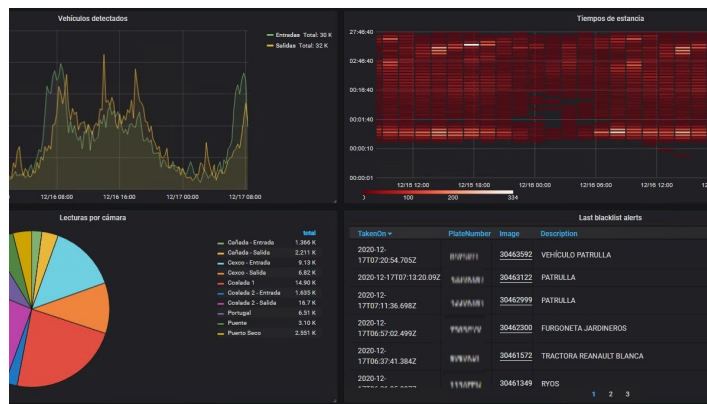 Vehículos detectados
Entradas Total: 30 K
Salidas Total: 32 K
12/16 08:00 12/16 16:00 12/17 00:00 12/17 08:00
Tiempos de estancia
27:46:40
02:46:40
00:16:40
00:01:40
00:00:10
00:00:01
12/15 12:00 12/15 18:00 12/16 00:00 12/16 06:00 12/16 12:00
100 200 334
Lecturas por cámara
total
Cañada - Entrada 1.366 K
Cañada - Salida 2.211 K
Cexco - Entrada 9.13 K
Cexco - Salida 6.82 K
Coslada 1 14.90 K
Coslada 2 - Entrada 1.635 K
Coslada 2 - Salida 16.7 K
Portugal 6.51 K
Puente 3.10 K
Puerto Seco 2.551 K
Last blacklist alerts
TakenOn PlateNumber Image Description
2020-12-
17T07:20:54.705Z 30463592 VEHÍCULO PATRULLA
2020-12-17T07:13:20.09Z 30463122 PATRULLA
2020-12-
17T07:11:36.698Z 30462999 PATRULLA
2020-12-
17T06:57:02.499Z 30462300 FURGONETA JARDINEROS
2020-12-
17T06:37:41.384Z 30461572 TRACTORA REANAULT BLANCA
2020-12-
30461349 RYOS
1 2 3